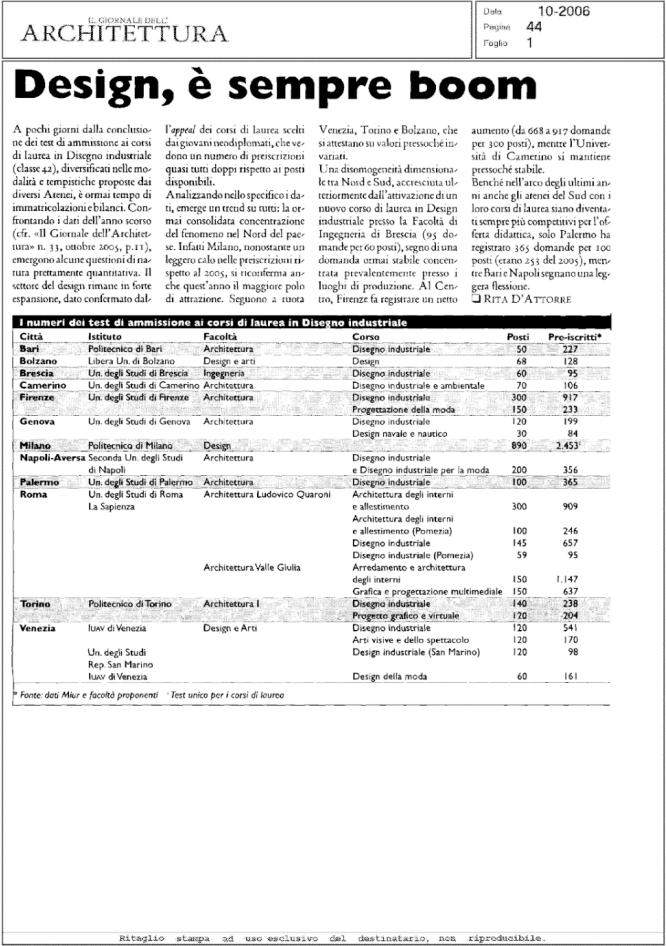 IL GIORNALE DELL'
ARCHITETTURA
Data 10-2006
Pagina 44
Foglio 1
Design, è sempre boom
A pochi giorni dalla conclusio-
ne dei test di ammissione ai corsi
di laurea in Disegno industriale
(classe 42), diversificati nelle mo-
dalità e tempistiche proposte dai
diversi Atenei, è ormai tempo di
immatricolazioni e bilanci. Con-
frontando i dati dell'anno scorso
(cfr. «Il Giornale dell'Architet-
tura» n. 33, ottobre 2005, p.11),
emergono alcune questioni di na-
tura prettamente quantitativa. Il
settore del design rimane in forte
espansione, dato confermato dal-
l'appeal dei corsi di laurea scelti
dai giovani neodiplomati, che ve-
dono un numero di preiscrizioni
quasi tutti doppi rispetto ai posti
disponibili.
Analizzando nello specifico i da-
ti, emerge un trend su tutti: la or-
mai consolidata concentrazione
del fenomeno nel Nord del pae-
se. Infatti Milano, nonostante un
leggero calo nelle preiscrizioni ri-
spetto al 2005, si riconferma an-
che quest'anno il maggiore polo
di attrazione. Seguono a ruota
Venezia, Torino e Bolzano, che
si attestano su valori pressoché in-
variati.
Una disomogeneità dimensiona-
le tra Nord e Sud, accresciuta ul-
teriormente dall'attivazione di un
nuovo corso di laurea in Design
industriale presso la Facoltà di
Ingegneria di Brescia (95 do-
mande per 60 posti), segno di una
domanda ormai stabile concen-
trata prevalentemente presso i
luoghi di produzione. Al Cen-
tro, Firenze fa registrare un netto
aumento (da 668 a 917 domande
per 300 posti), mentre l'Univer-
sità di Camerino si mantiene
pressoché stabile.
Benché nell'arco degli ultimi an-
ni anche gli atenei del Sud con i
loro corsi di laurea siano diventa-
ti sempre più competitivi per l'of-
ferta didattica, solo Palermo ha
registrato 365 domande per 100
posti (erano 253 del 2005), men-
tre Bari e Napoli segnano una leg-
gera flessione.
❑ RITA D'ATTORRE
I numeri dei test di ammissione ai corsi di laurea in Disegno industriale
Città Istituto Facoltà Corso Posti Pre-iscritti*
Bari Politecnico di Bari Architettura Disegno industriale 50 227
Bolzano Libera Un. di Bolzano Design e arti Design 68 128
Brescia Un. degli Studi di Brescia Ingegneria Disegno industriale 60 95
Camerino Un. degli Studi di Camerino Architettura Disegno industriale e ambientale 70 106
Firenze Un. degli Studi di Firenze Architettura Disegno industriale 300 917
Progettazione della moda 150 233
Genova Un. degli Studi di Genova Architettura Disegno industriale 120 199
Design navale e nautico 30 84
Milano Politecnico di Milano Design 890 2.453¹
Napoli-Aversa Seconda Un. degli Studi Architettura Disegno industriale
di Napoli e Disegno industriale per la moda 200 356
Palermo Un. degli Studi di Palermo Architettura Disegno industriale 100 365
Roma Un. degli Studi di Roma Architettura Ludovico Quaroni Architettura degli interni
La Sapienza e allestimento 300 909
Architettura degli interni
e allestimento (Pomezia) 100 246
Disegno industriale 145 657
Disegno industriale (Pomezia) 59 95
Architettura Valle Giulia Arredamento e architettura
degli interni 150 1.147
Grafica e progettazione multimediale 150 637
Torino Politecnico di Torino Architettura I Disegno industriale 140 238
Progetto grafico e virtuale 120 204
Venezia IUAV di Venezia Design e Arti Disegno industriale 120 541
Arti visive e dello spettacolo 120 170
Un. degli Studi Design industriale (San Marino) 120 98
Rep. San Marino
IUAV di Venezia Design della moda 60 161
* Fonte: dati Miur e facoltà proponenti ¹ Test unico per i corsi di laurea
Ritaglio stampa ad uso esclusivo del destinatario, non riproducibile.